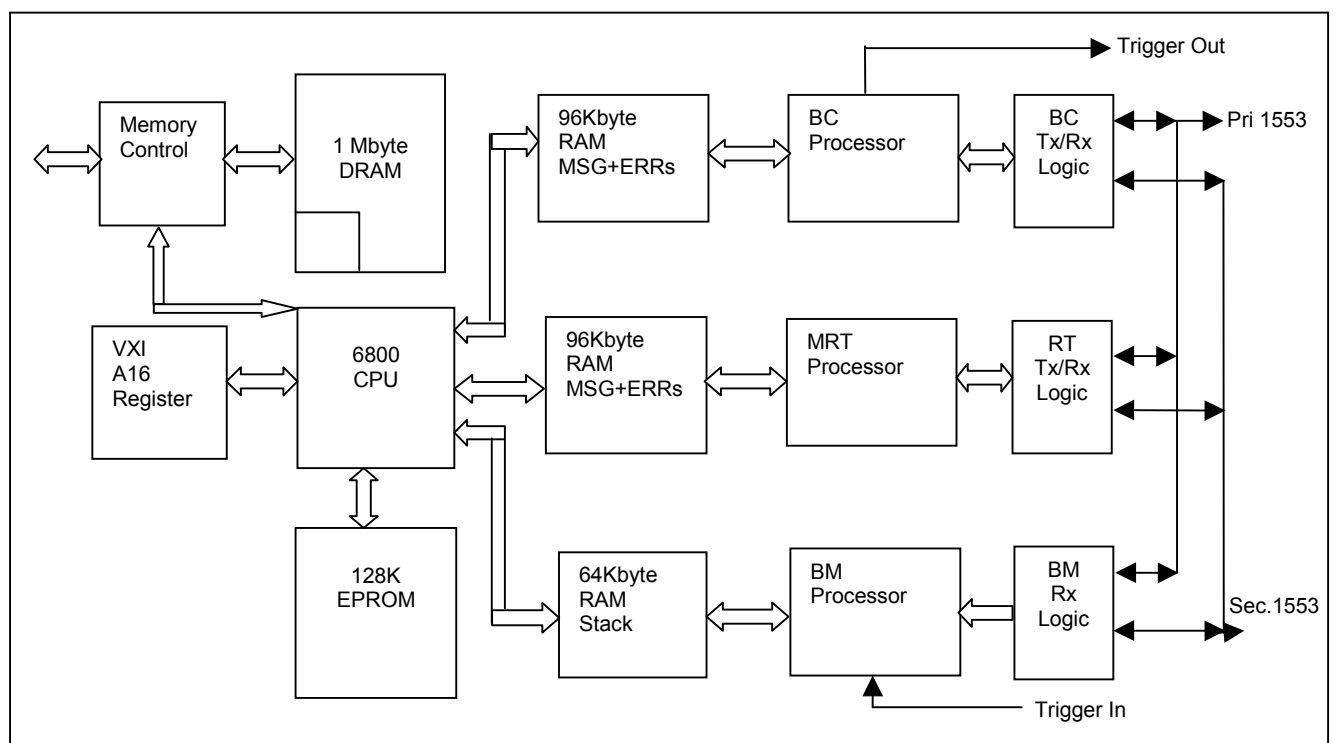 Trigger Out
Memory
Control
1 Mbyte
DRAM
96Kbyte
RAM
MSG+ERRs
BC
Processor
BC
Tx/Rx
Logic
Pri 1553
VXI
A16
Register
6800
CPU
96Kbyte
RAM
MSG+ERRs
MRT
Processor
RT
Tx/Rx
Logic
128K
EPROM
64Kbyte
RAM
Stack
BM
Processor
BM
Rx
Logic
Sec.1553
Trigger In